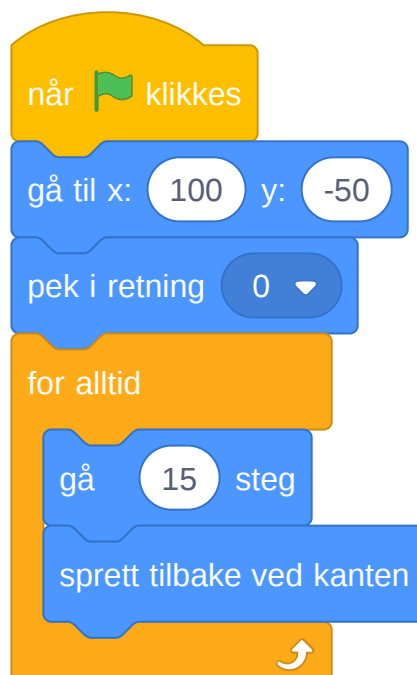 når klikkes
gå til x: 100 y: -50
pek i retning 0
for alltid
gå 15 steg
sprett tilbake ved kanten